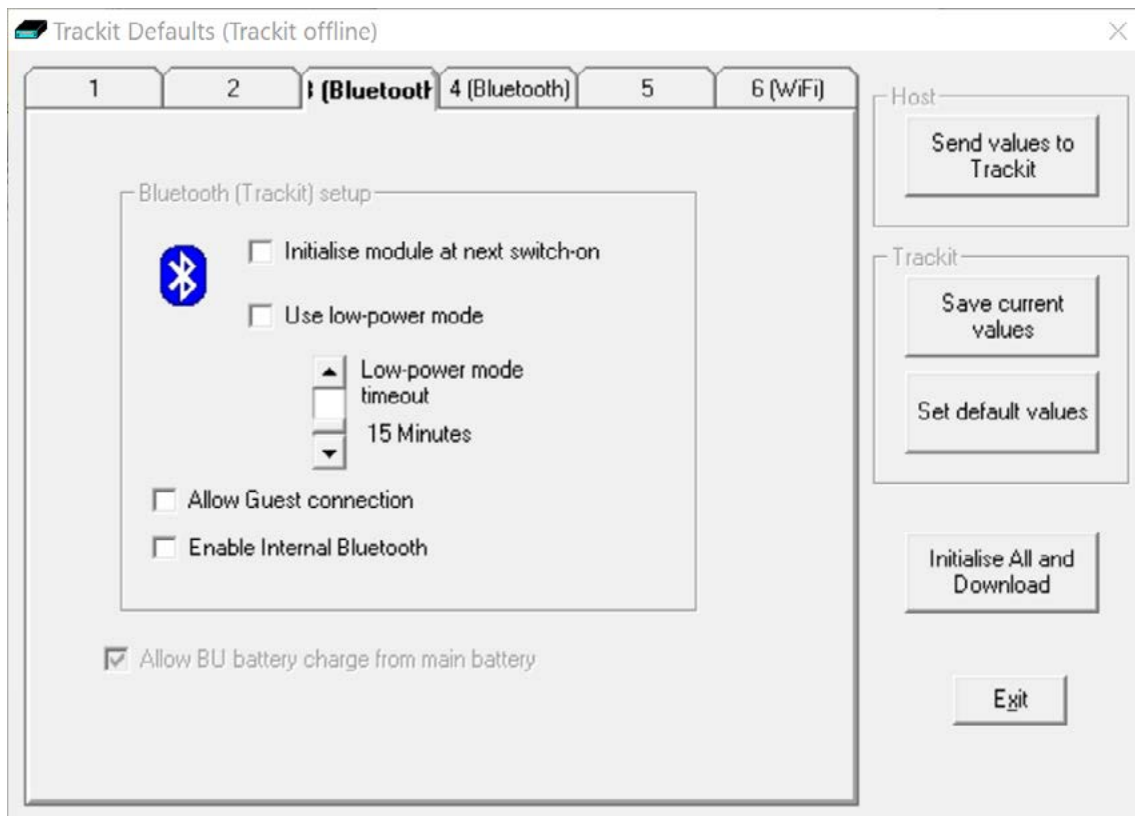 Trackit Defaults (Trackit offline)
1
2
3 (Bluetooth
4 (Bluetooth)
5
6 (WiFi)
Host
Send values to
Trackit
Bluetooth (Trackit) setup
Initialise module at next switch-on
Use low-power mode
Low-power mode
timeout
15 Minutes
Allow Guest connection
Enable Internal Bluetooth
Allow BU battery charge from main battery
Trackit
Save current
values
Set default values
Initialise All and
Download
Exit